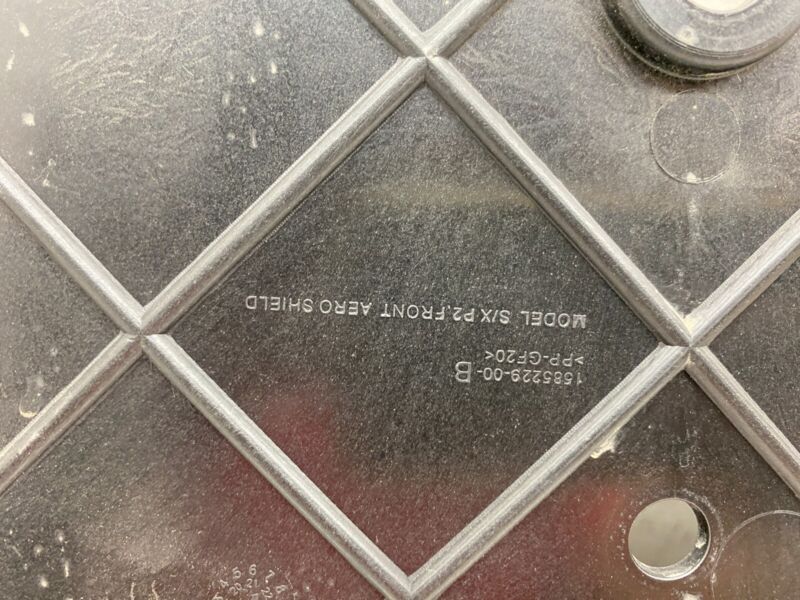 1585229-00-B
>PP-GF20<
MODEL S/X P2,FRONT AERO SHIELD